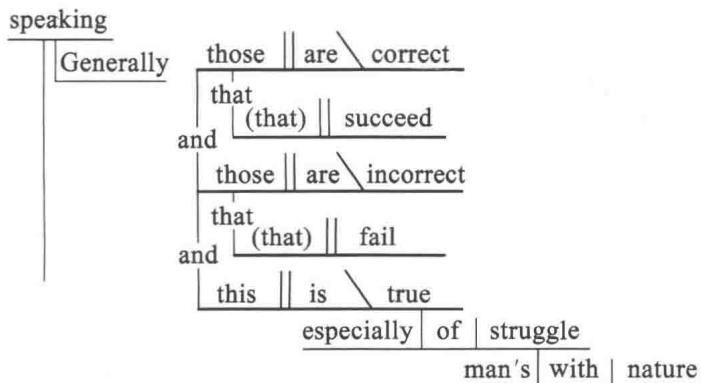 speaking
Generally
those are correct
that
(that) succeed
and
those are incorrect
that
(that) fail
and
this is true
especially of struggle
man's with nature